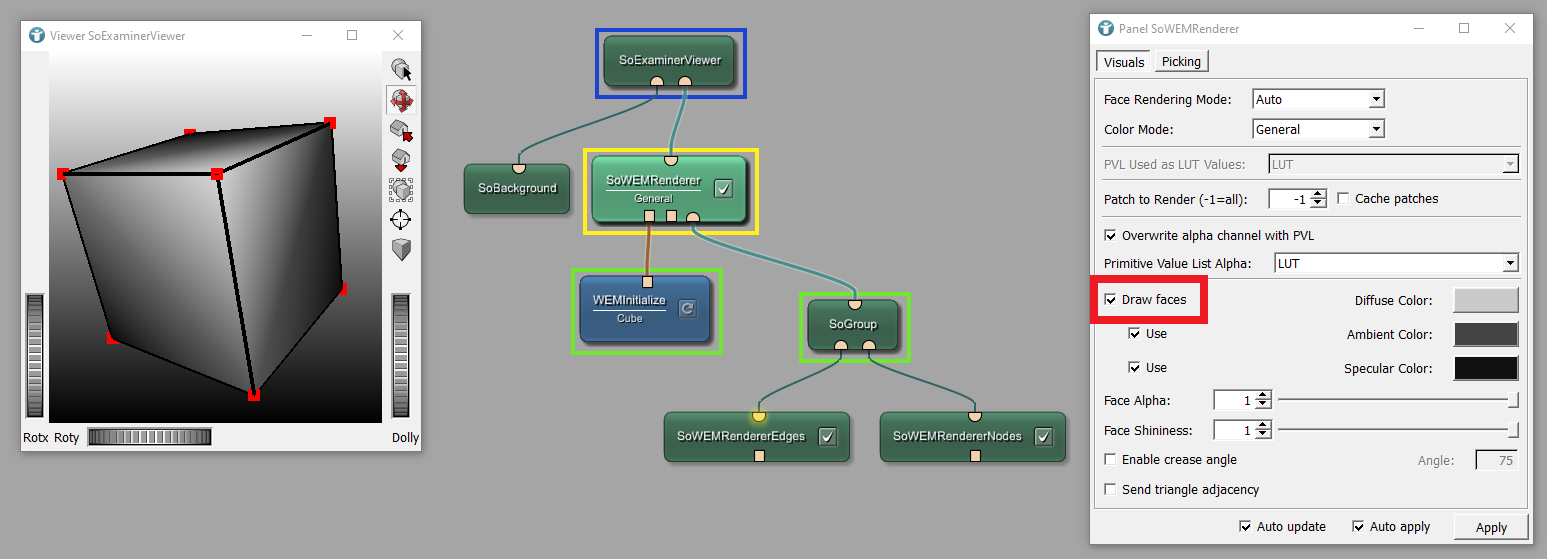 Viewer SoExaminerViewer
Rotx Roty
Dolly
SoExaminerViewer
SoBackground
SoWEMRenderer
General
WEMInitialize
Cube
SoGroup
SoWEMRendererEdges
SoWEMRendererNodes
Panel SoWEMRenderer
Visuals Picking
Face Rendering Mode: Auto
Color Mode: General
PVL Used as LUT Values: LUT
Patch to Render (-1=all): -1 Cache patches
Overwrite alpha channel with PVL
Primitive Value List Alpha: LUT
Draw faces Diffuse Color:
Use Ambient Color:
Use Specular Color:
Face Alpha: 1
Face Shininess: 1
Enable crease angle Angle: 75
Send triangle adjacency
Auto update Auto apply Apply